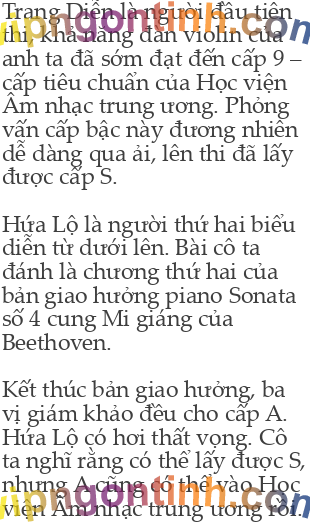 Trang Diễn là người đầu tiên
thi, khả năng đàn violin của
anh ta đã sớm đạt đến cấp 9 –
cấp tiêu chuẩn của Học viện
Âm nhạc trung ương. Phỏng
vấn cấp bậc này đương nhiên
dễ dàng qua ải, lên thi đã lấy
được cấp S.
Hứa Lộ là người thứ hai biểu
diễn từ dưới lên. Bài cô ta
đánh là chương thứ hai của
bản giao hưởng piano Sonata
số 4 cung Mi giáng của
Beethoven.
Kết thúc bản giao hưởng, ba
vị giám khảo đều cho cấp A.
Hứa Lộ có hơi thất vọng. Cô
ta nghĩ rằng có thể lấy được S,
nhưng A cũng có thể vào Học
viện Âm nhạc trung ương rồi.